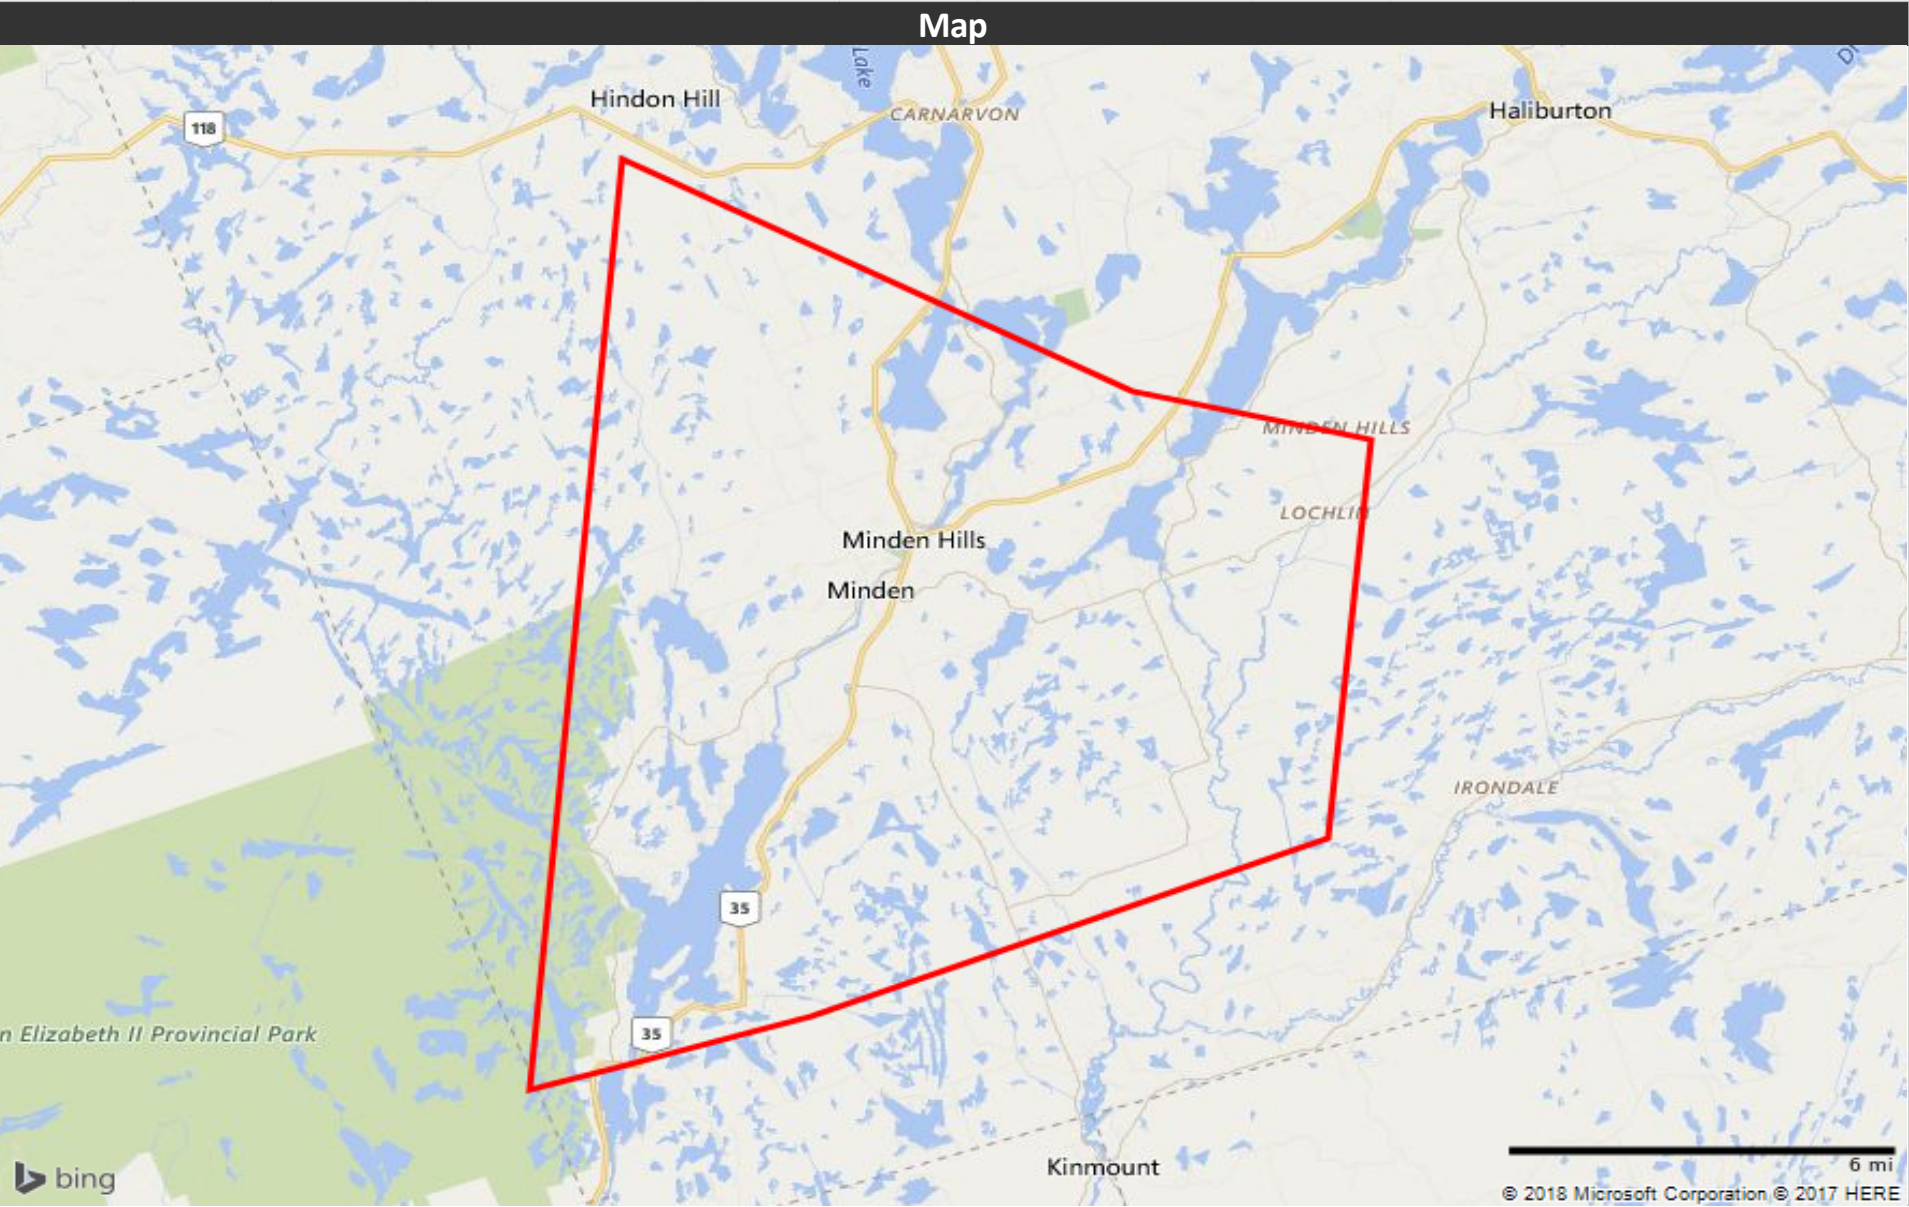 Map
Lake
Hindon Hill
CARNARVON
Haliburton
118
MINDEN HILLS
LOCHLIN
Minden Hills
Minden
IRONDALE
35
n Elizabeth II Provincial Park
35
Kinmount
bing
6 mi
© 2018 Microsoft Corporation © 2017 HERE